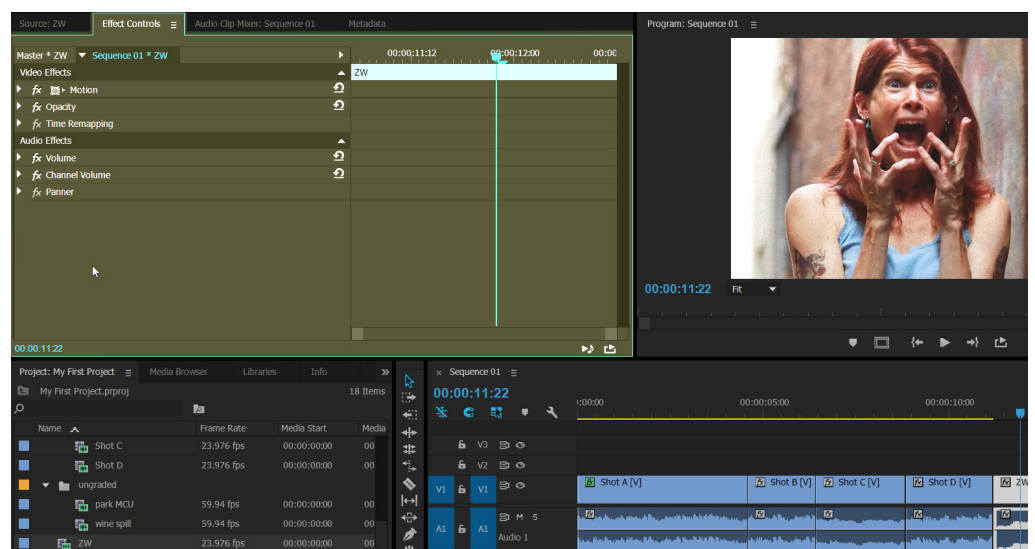 Source: ZW
Effect Controls
Audio Clip Mixer: Sequence 01
Metadata
Master * ZW
Sequence 01 * ZW
00:00:11:12
00:00:12:00
00:00
Video Effects
ZW
fx Motion
fx Opacity
fx Time Remapping
Audio Effects
fx Volume
fx Channel Volume
fx Panner
00:00:11:22
Program: Sequence 01
00:00:11:22
Fit
Project: My First Project
Media Browser
Libraries
Info
My First Project.prproj
18 Items
Name
Frame Rate
Media Start
Media
Shot C 23.976 fps 00:00:00:00 00
Shot D 23.976 fps 00:00:00:00 00
ungraded
park MCU 59.94 fps 00:00:00:00 00
wine spill 59.94 fps 00:00:00:00 00
ZW 23.976 fps 00:00:00:00 00
× Sequence 01
00:00:11:22
:00:00
00:00:05:00
00:00:10:00
V3
V2
V1 V1
fx Shot A [V]
fx Shot B [V]
fx Shot C [V]
fx Shot D [V]
fx ZW
A1 A1 M S
Audio 1